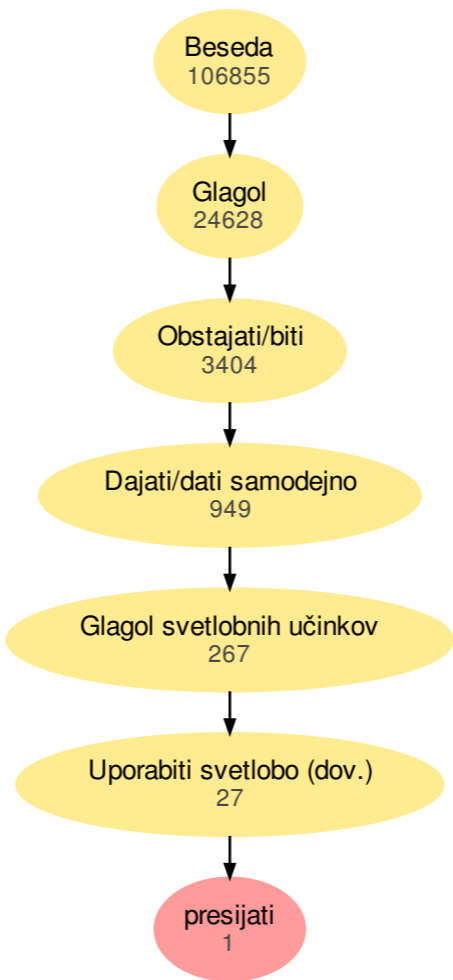 Beseda
106855
Glagol
24628
Obstajati/biti
3404
Dajati/dati samodejno
949
Glagol svetlobnih učinkov
267
Uporabiti svetlobo (dov.)
27
presijati
1